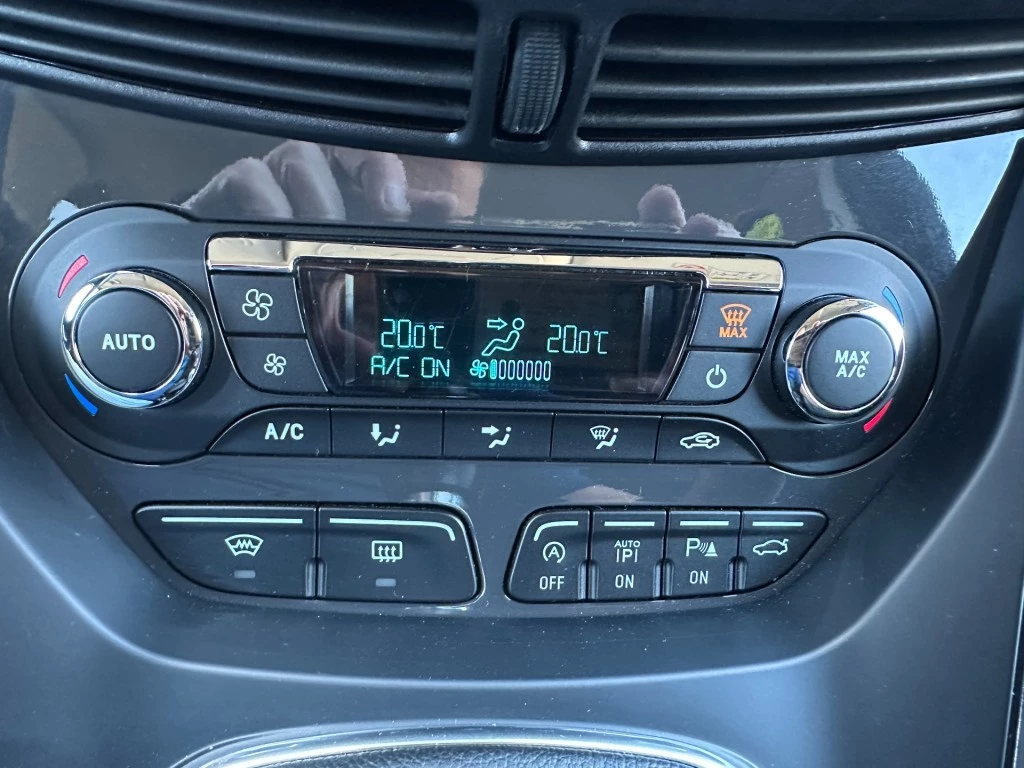 20.0°C 20.0°C
A/C ON
AUTO
MAX
MAX
A/C
A/C
A
OFF
AUTO
P
ON
P
ON